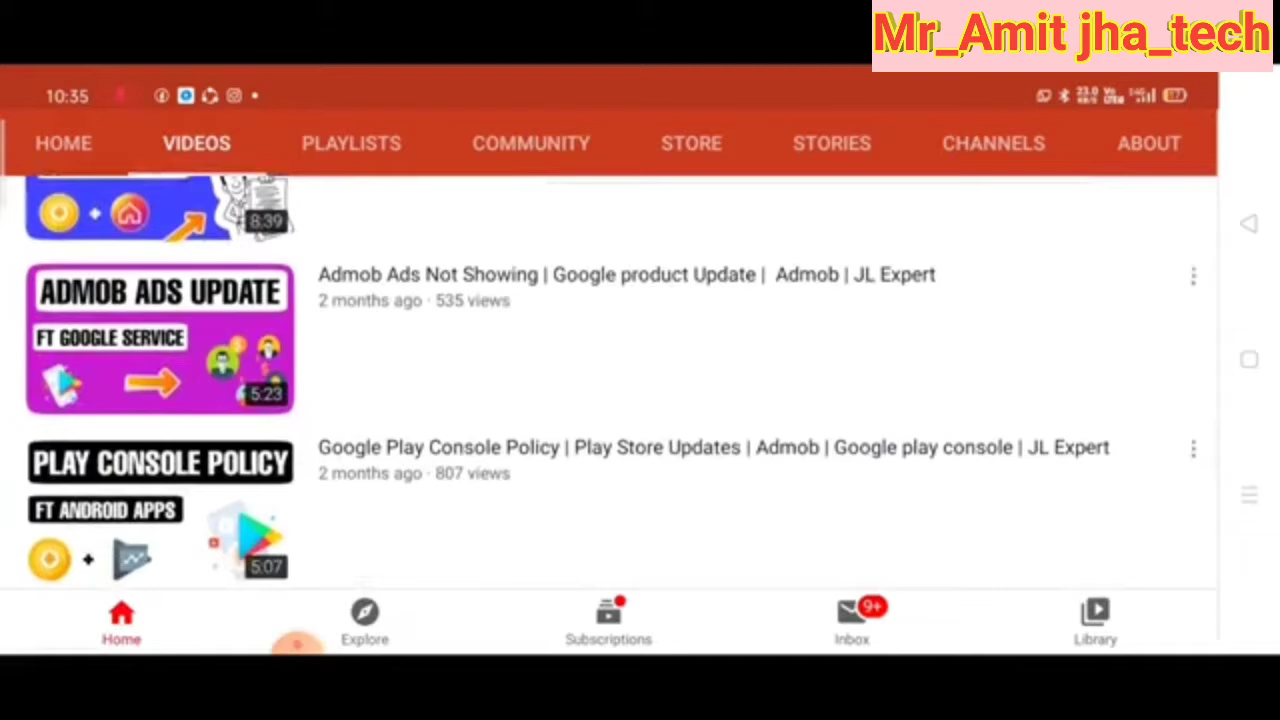 Mr_Amit jha_tech
10:35
HOME VIDEOS PLAYLISTS COMMUNITY STORE STORIES CHANNELS ABOUT
8:39
ADMOB ADS UPDATE
FT GOOGLE SERVICE
5:23
Admob Ads Not Showing | Google product Update | Admob | JL Expert
2 months ago · 535 views
PLAY CONSOLE POLICY
FT ANDROID APPS
5:07
Google Play Console Policy | Play Store Updates | Admob | Google play console | JL Expert
2 months ago · 807 views
9+
Home Explore Subscriptions Inbox Library